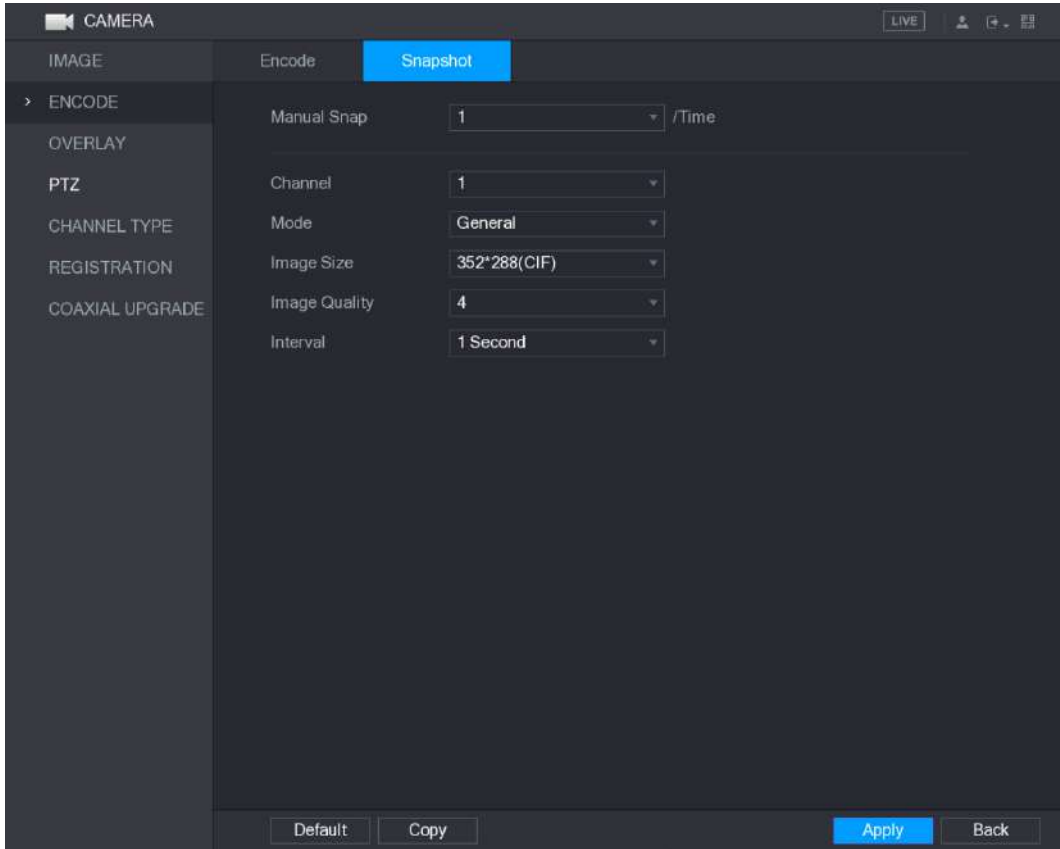 CAMERA LIVE
IMAGE Encode Snapshot
> ENCODE
Manual Snap 1 /Time
OVERLAY
PTZ Channel 1
CHANNEL TYPE Mode General
REGISTRATION Image Size 352*288(CIF)
COAXIAL UPGRADE Image Quality 4
Interval 1 Second
Default Copy Apply Back